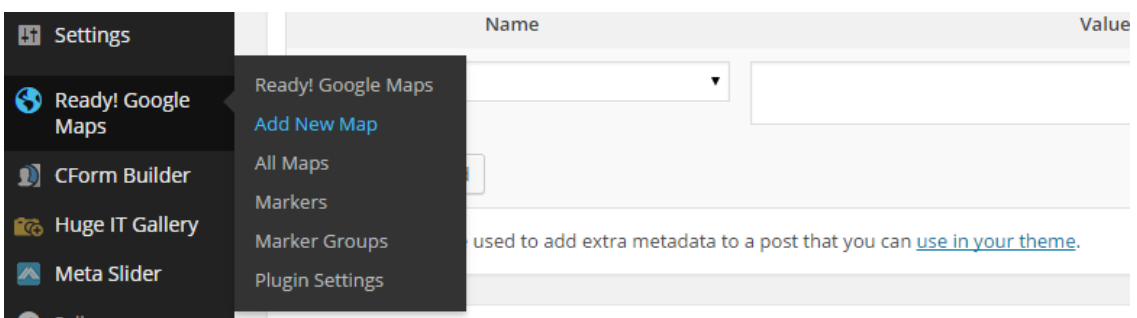 Name
Value
Settings
Ready! Google
Maps
CForm Builder
Huge IT Gallery
Meta Slider
Ready! Google Maps
Add New Map
All Maps
Markers
Marker Groups
Plugin Settings
used to add extra metadata to a post that you can use in your theme.